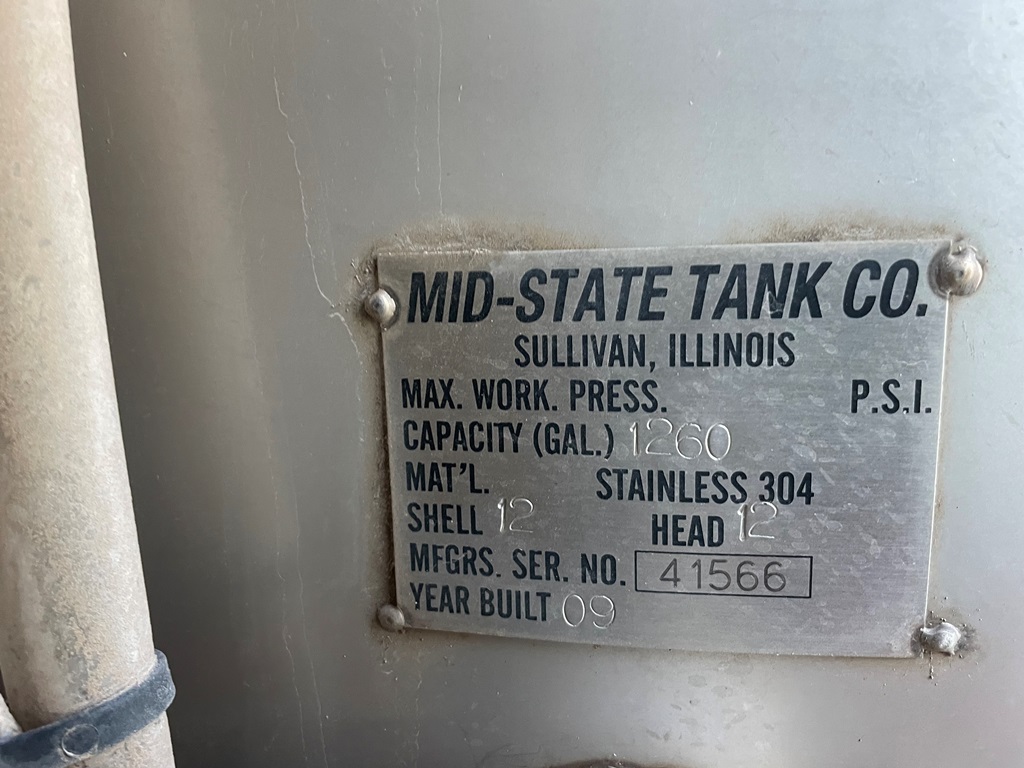 MID-STATE TANK CO.
SULLIVAN, ILLINOIS
MAX. WORK. PRESS. P.S.I.
CAPACITY (GAL.) 1260
MAT'L. STAINLESS 304
SHELL 12 HEAD 12
MFGRS. SER. NO. 41566
YEAR BUILT 09